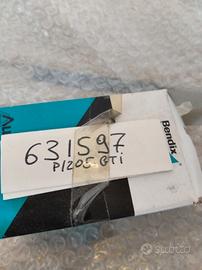 631597
P/205 GTi
Bendix
subito